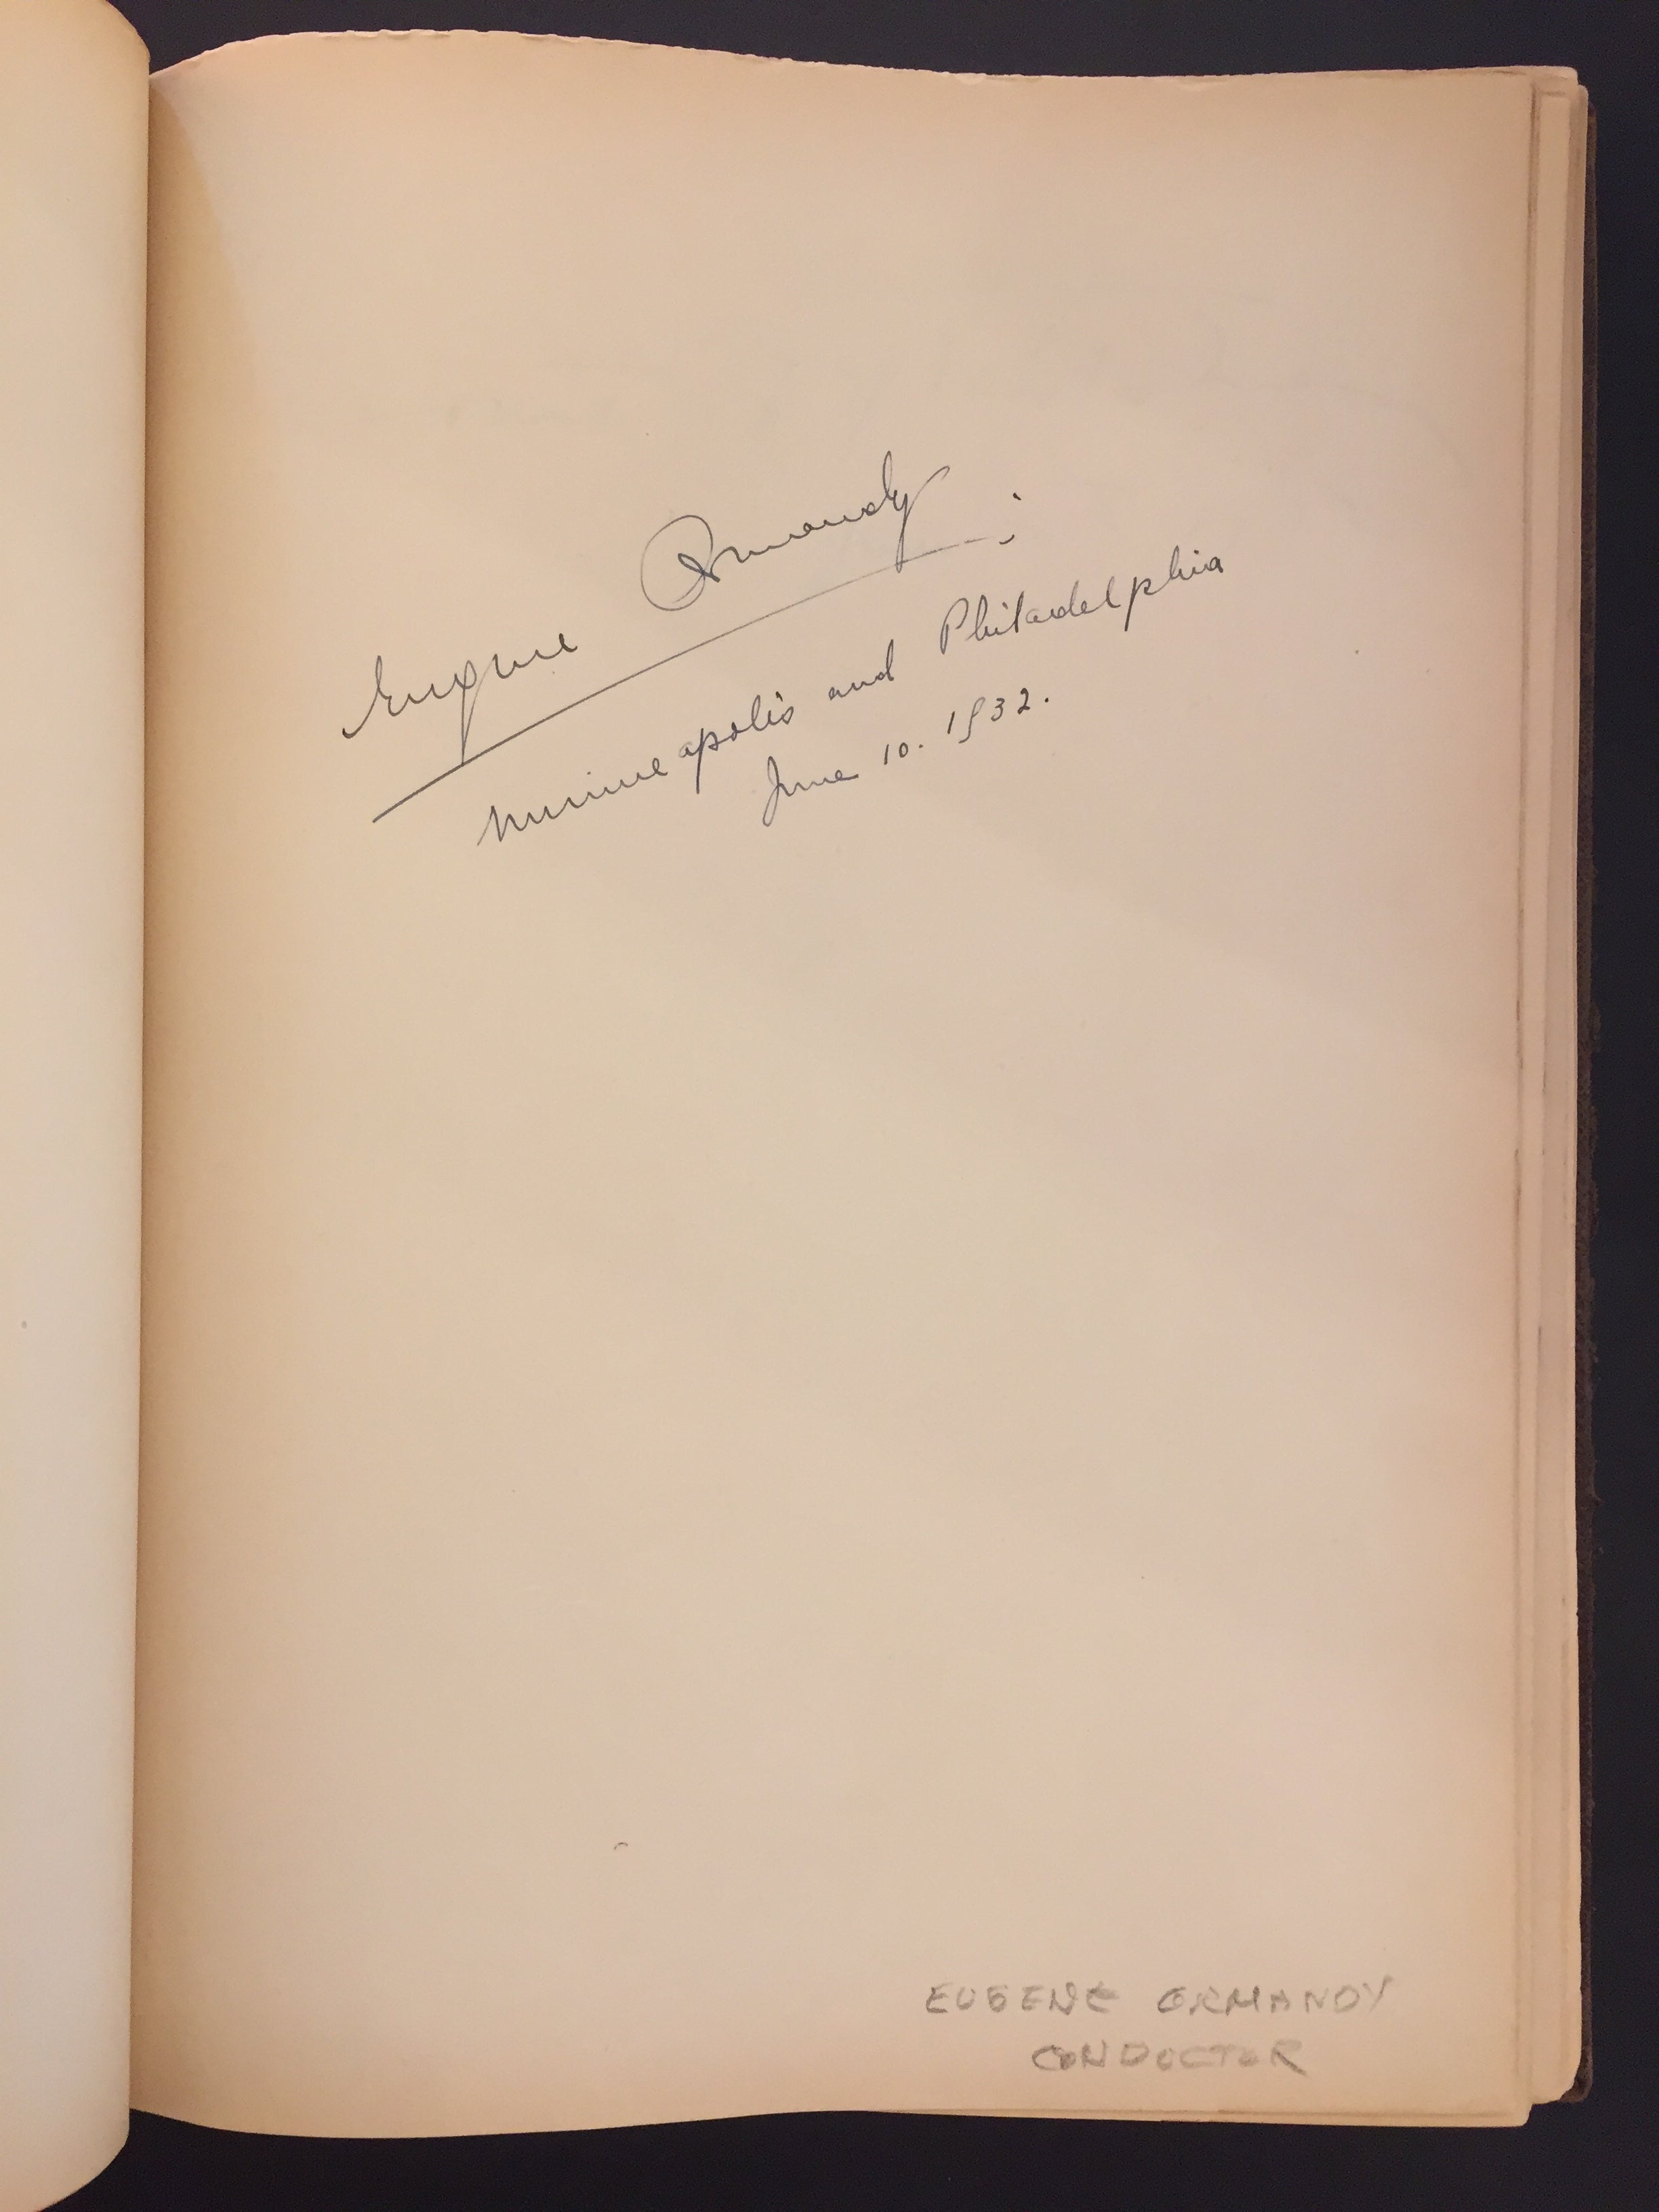 Eugene Ormandy
Minneapolis and Philadelphia
June 10. 1932.
EUGENE ORMANDY
CONDUCTOR